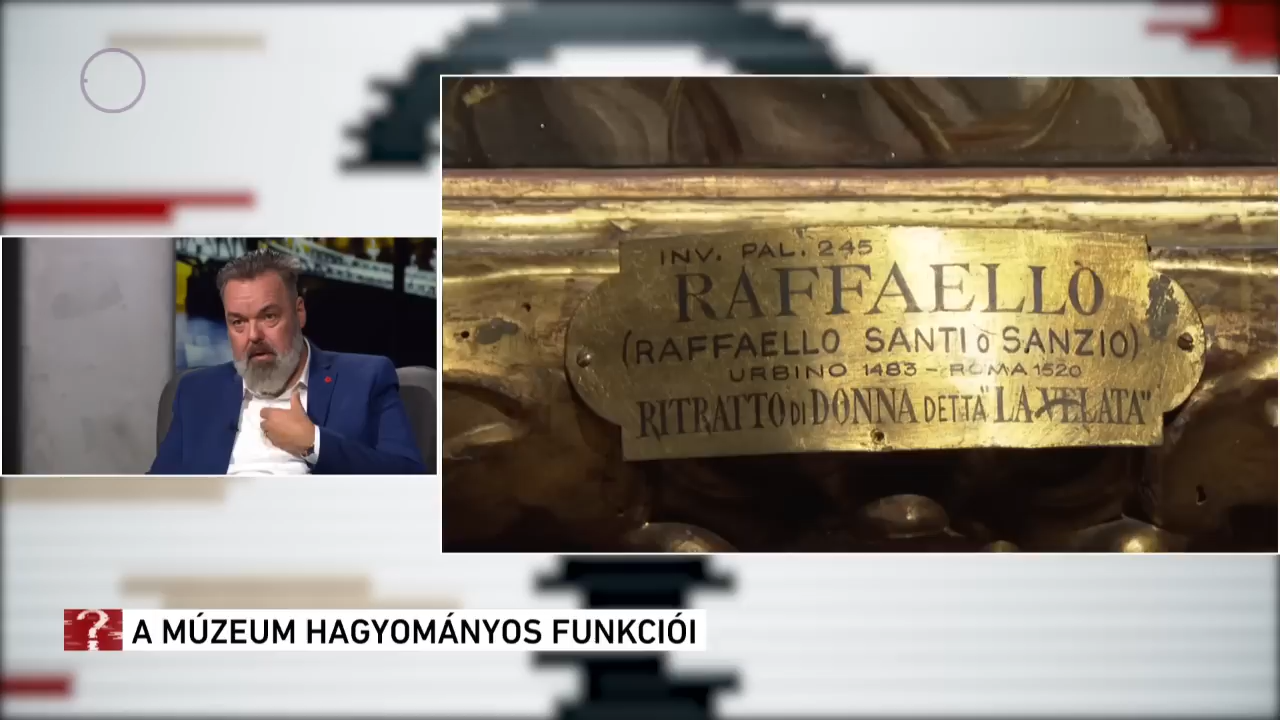 INV. PAL. 245
RAFFAELLO
(RAFFAELLO SANTI o SANZIO)
URBINO 1483 - ROMA 1520
RITRATTO DI DONNA DETTA "LA VELATA"
? A MÚZEUM HAGYOMÁNYOS FUNKCIÓI